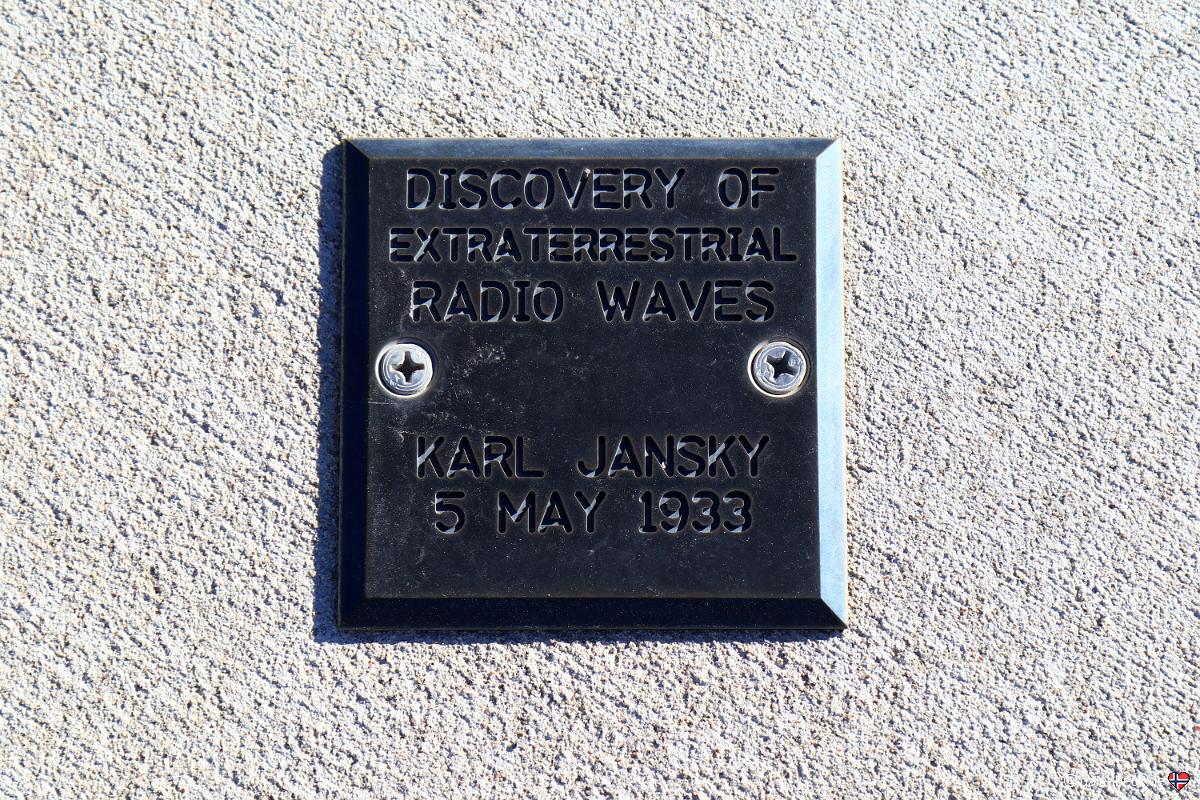 DISCOVERY OF
EXTRATERRESTRIAL
RADIO WAVES
KARL JANSKY
5 MAY 1933